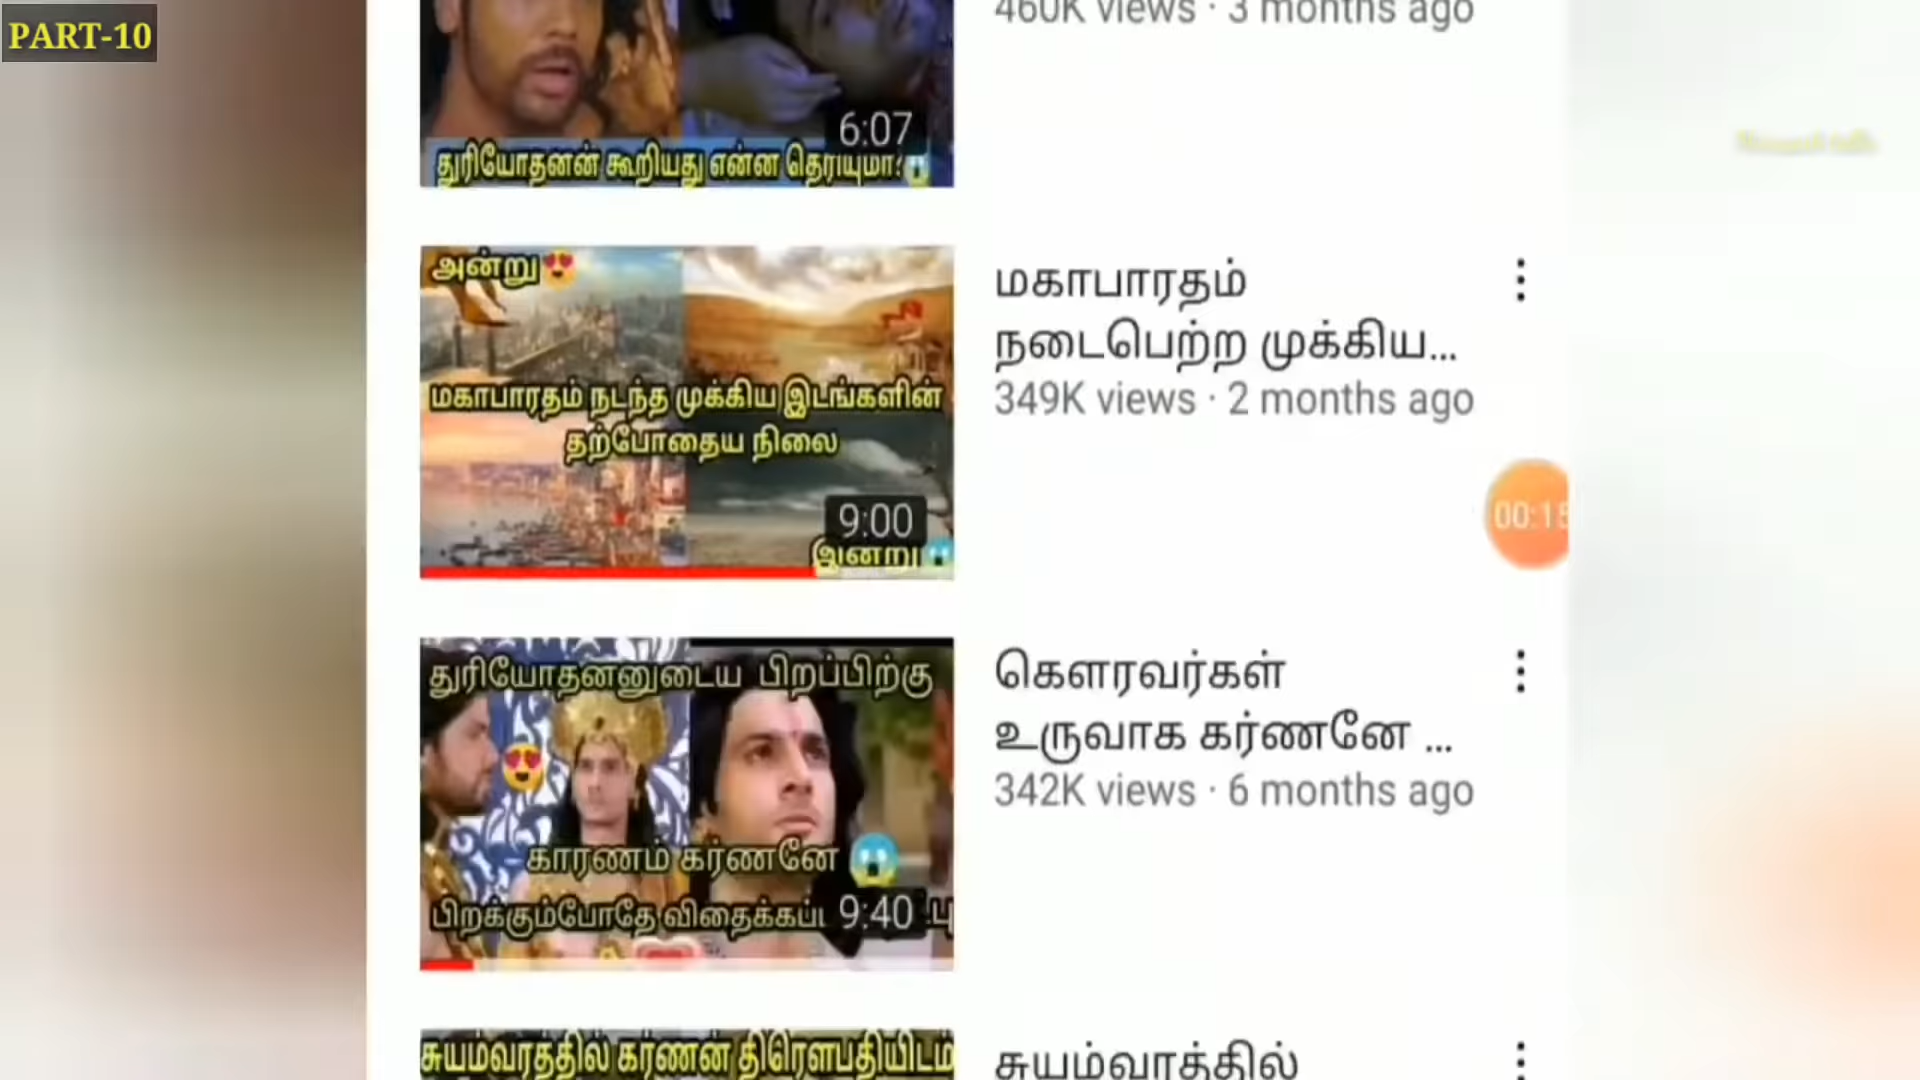 PART-10
460K views · 3 months ago
6:07
துரியோதனன் கூறியது என்ன தெரியுமா?
அன்று
மகாபாரதம் நடந்த முக்கிய இடங்களின்
தற்போதைய நிலை
9:00
இன்று
மகாபாரதம்
நடைபெற்ற முக்கிய...
349K views · 2 months ago
00:15
துரியோதனனுடைய பிறப்பிற்கு
காரணம் கர்ணனே
பிறக்கும்போதே
9:40
கௌரவர்கள்
உருவாக கர்ணனே ...
342K views · 6 months ago
சுயம்வரத்தில் கர்ணன் திரௌபதியிடம்
சுயம்வரத்தில்